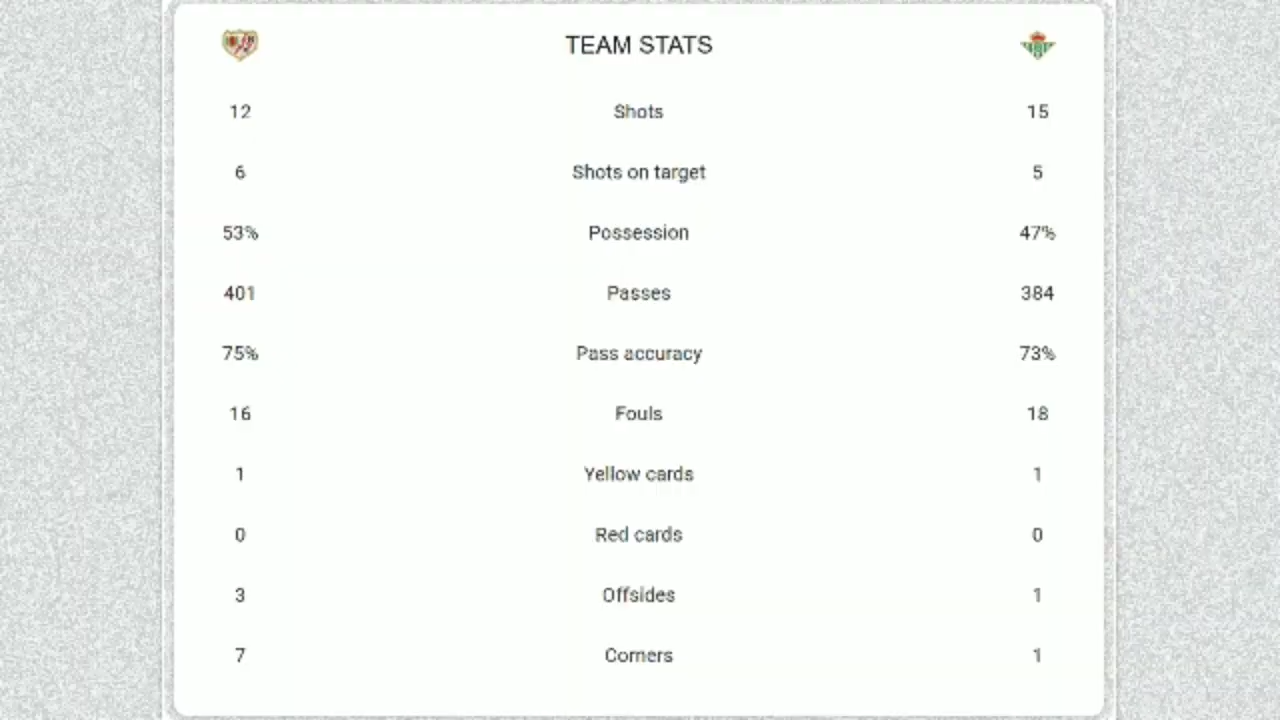 TEAM STATS
12 Shots 15
6 Shots on target 5
53% Possession 47%
401 Passes 384
75% Pass accuracy 73%
16 Fouls 18
1 Yellow cards 1
0 Red cards 0
3 Offsides 1
7 Corners 1